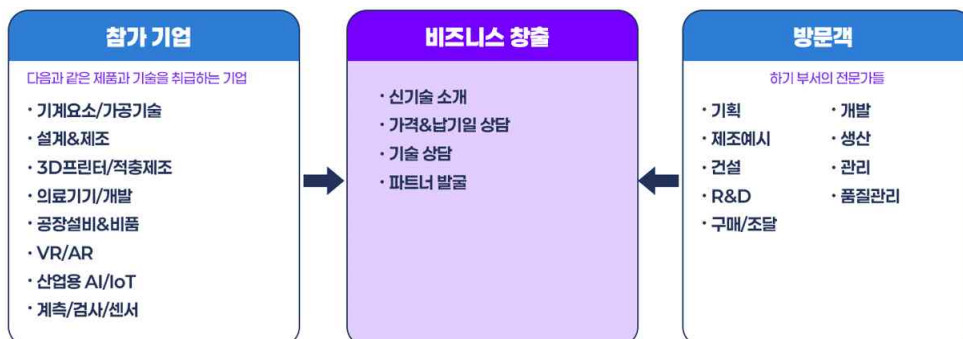 참가 기업
다음과 같은 제품과 기술을 취급하는 기업
· 기계요소/가공기술
· 설계&제조
· 3D프린터/적충제조
· 의료기기/개발
· 공장설비&비품
· VR/AR
· 산업용 AI/IoT
· 계측/검사/센서
비즈니스 창출
· 신기술 소개
· 가격&납기일 상담
· 기술 상담
· 파트너 발굴
방문객
하기 부서의 전문가들
· 기획
· 제조예시
· 건설
· R&D
· 구매/조달
· 개발
· 생산
· 관리
· 품질관리